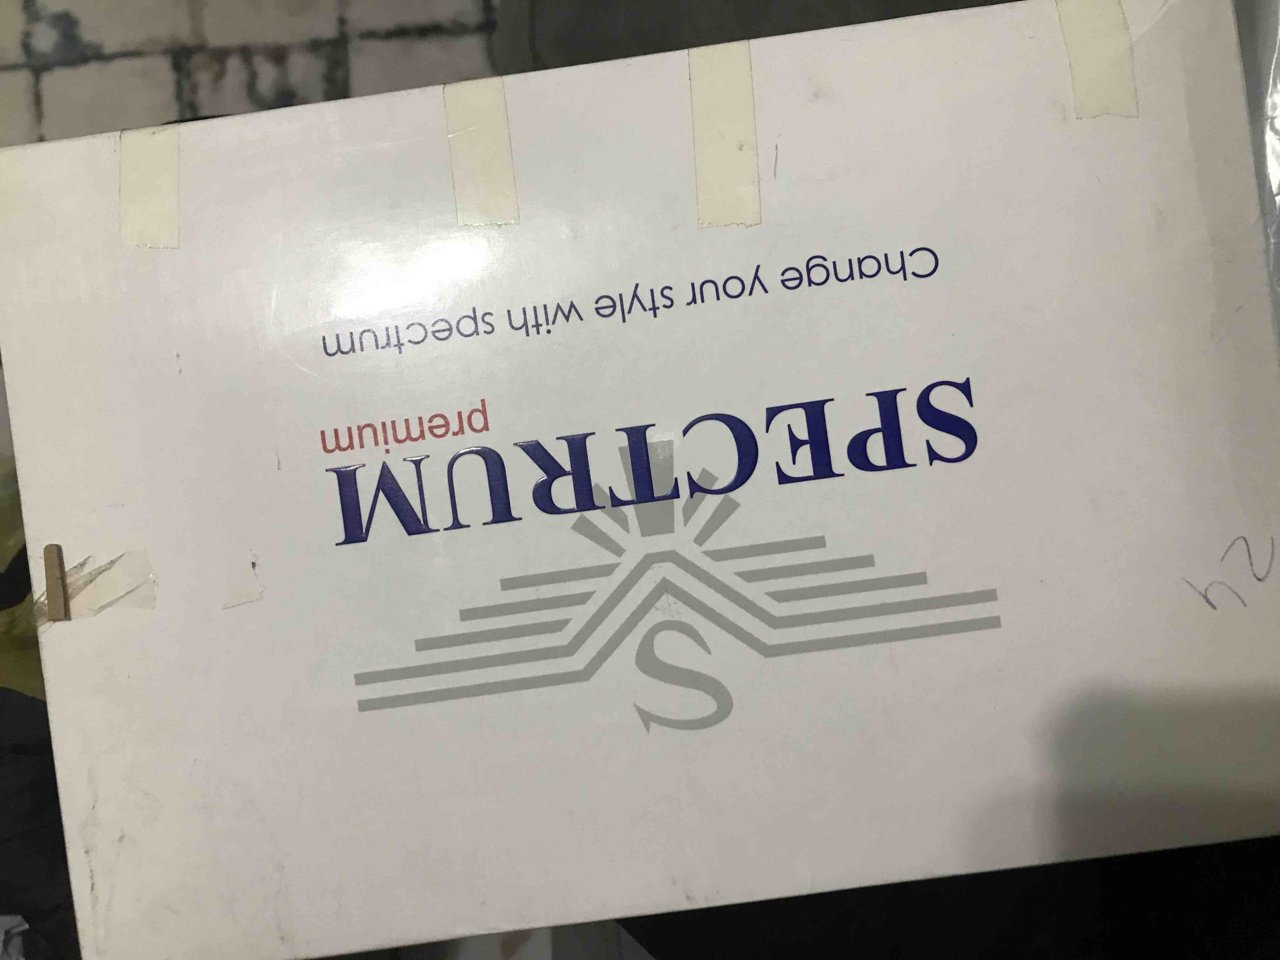 S
24
SPECTRUM
premium
Change your style with spectrum